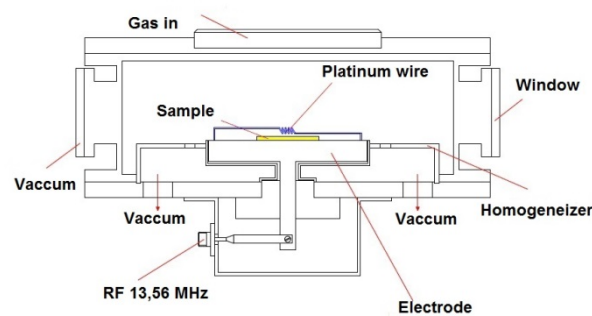 Gas in
Platinum wire
Window
Sample
Vaccum
Vaccum
Vaccum
Homogeneizer
RF 13,56 MHz
Electrode